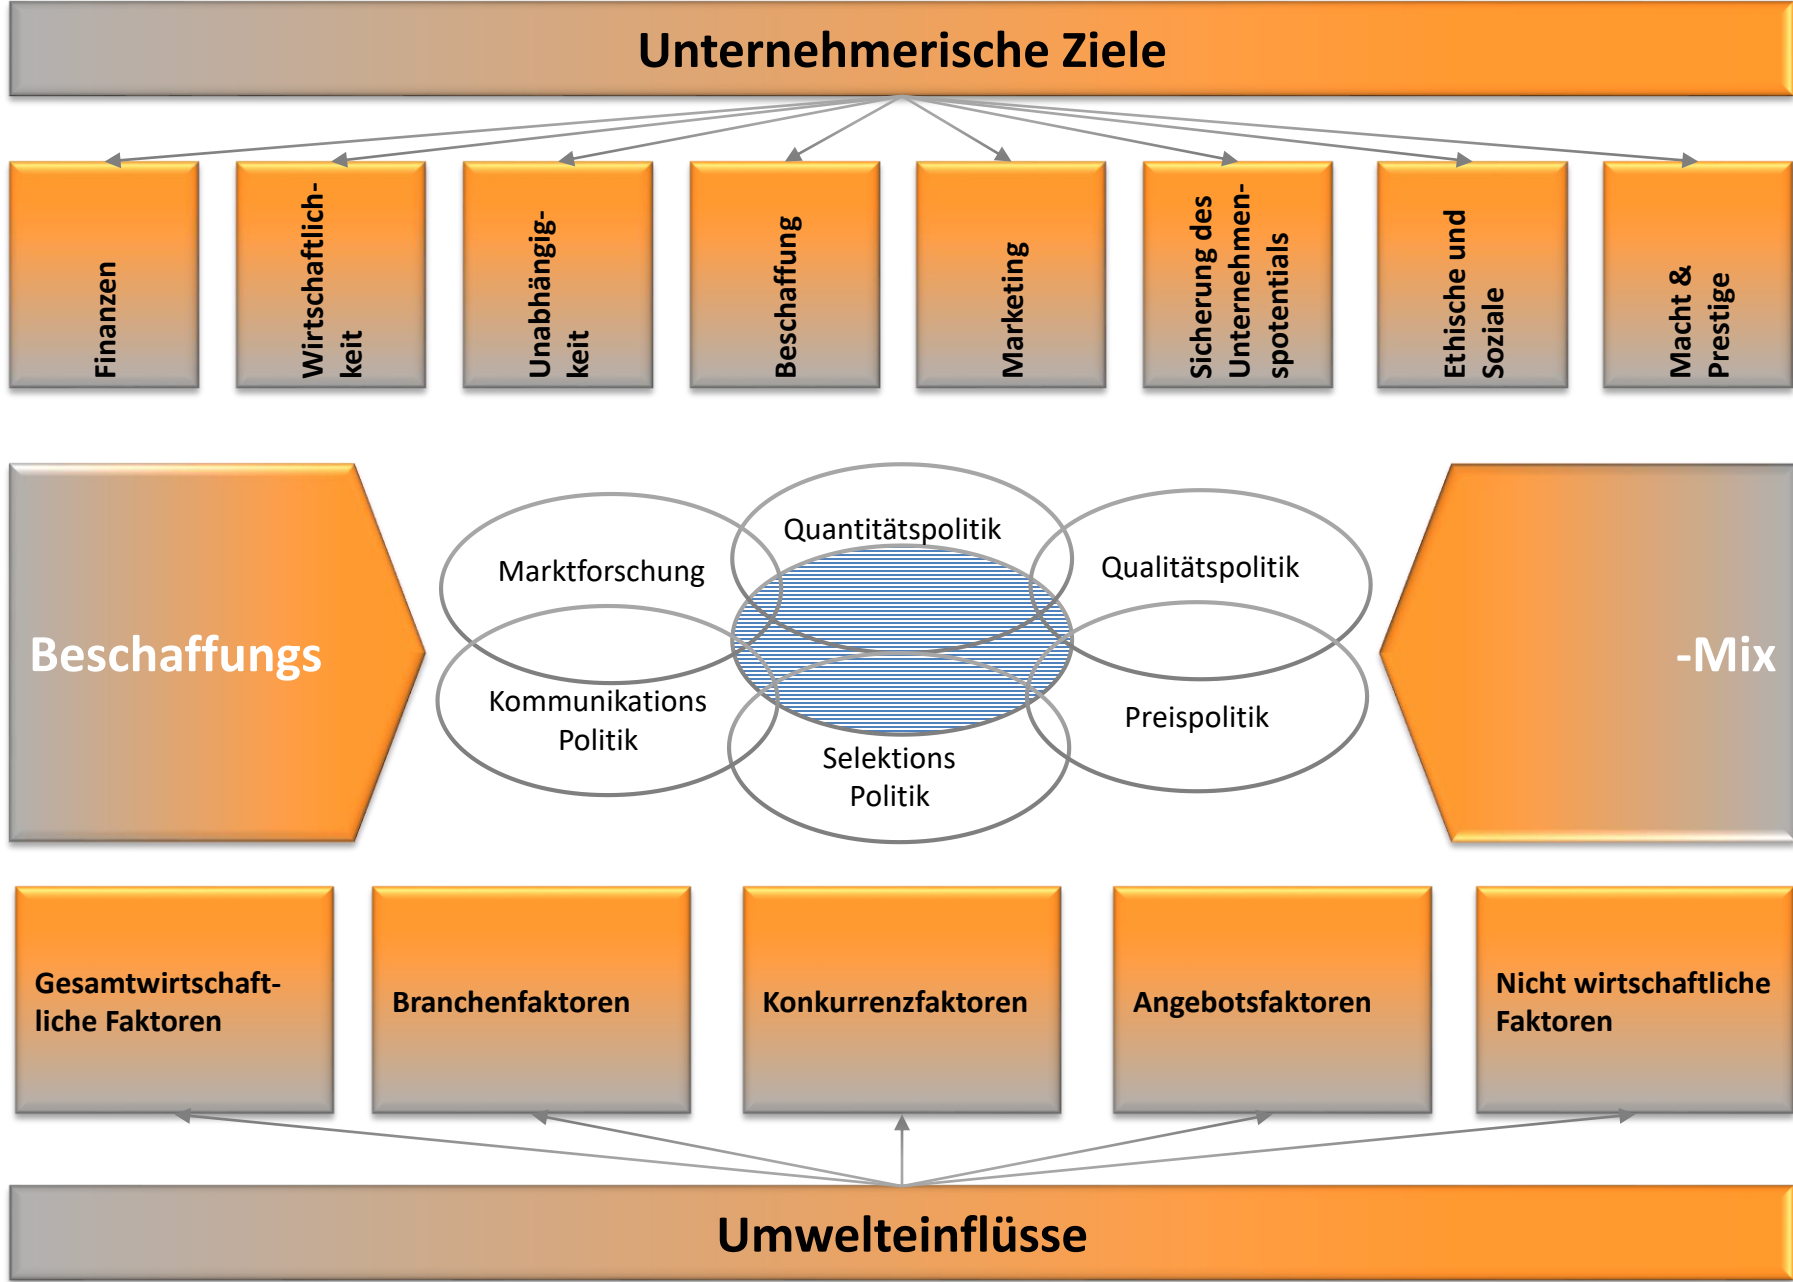 Unternehmerische Ziele
Finanzen
Wirtschaftlich-
keit
Unabhängig-
keit
Beschaffung
Marketing
Sicherung des
Unternehmen-
spotentials
Ethische und
Soziale
Macht &
Prestige
Beschaffungs
Marktforschung
Quantitätspolitik
Qualitätspolitik
Kommunikations
Politik
Selektions
Politik
Preispolitik
-Mix
Gesamtwirtschaft-
liche Faktoren
Branchenfaktoren
Konkurrenzfaktoren
Angebotsfaktoren
Nicht wirtschaftliche
Faktoren
Umwelteinflüsse